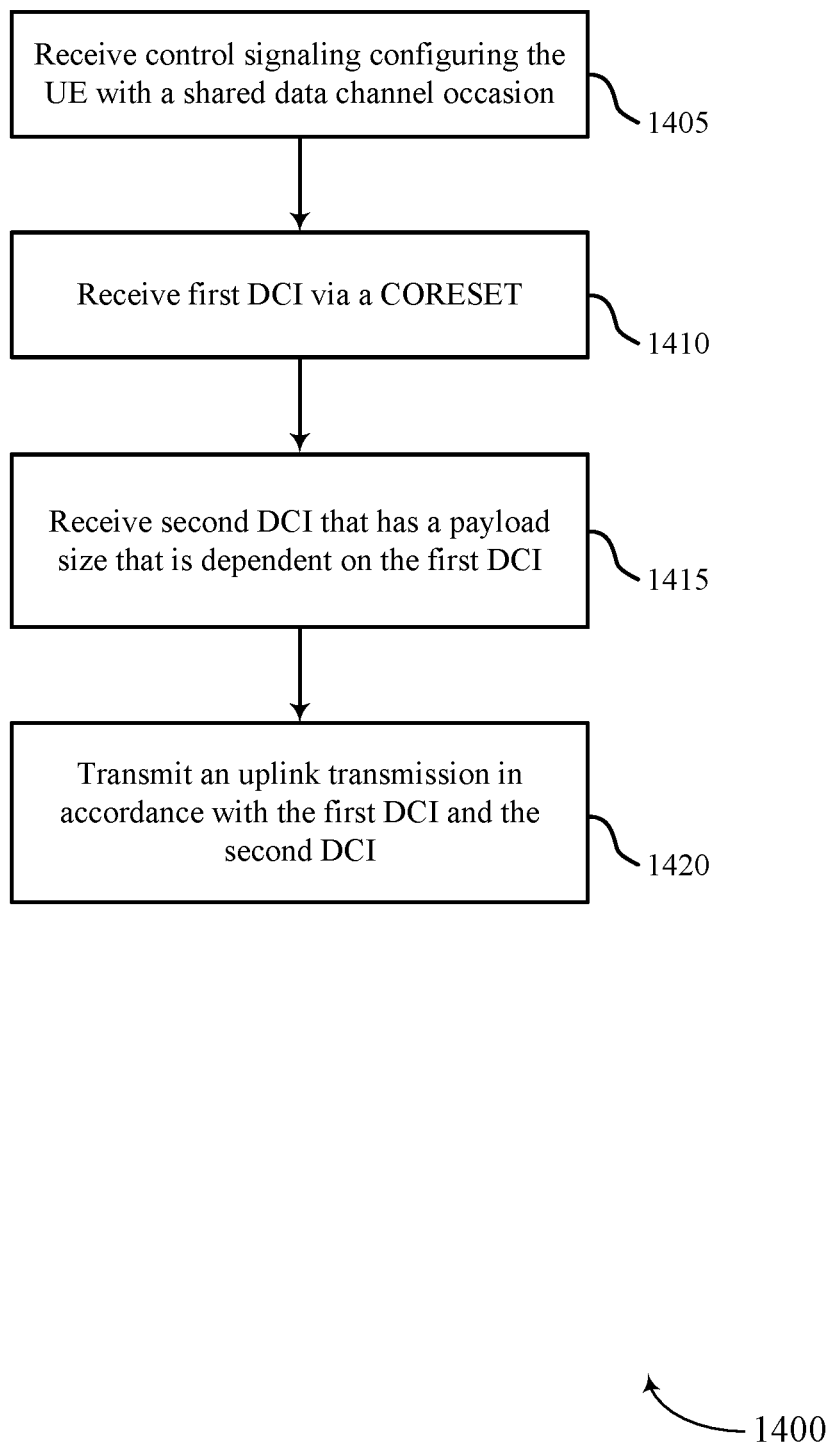 Receive control signaling configuring the
UE with a shared data channel occasion
1405
Receive first DCI via a CORESET
1410
Receive second DCI that has a payload
size that is dependent on the first DCI
1415
Transmit an uplink transmission in
accordance with the first DCI and the
second DCI
1420
1400